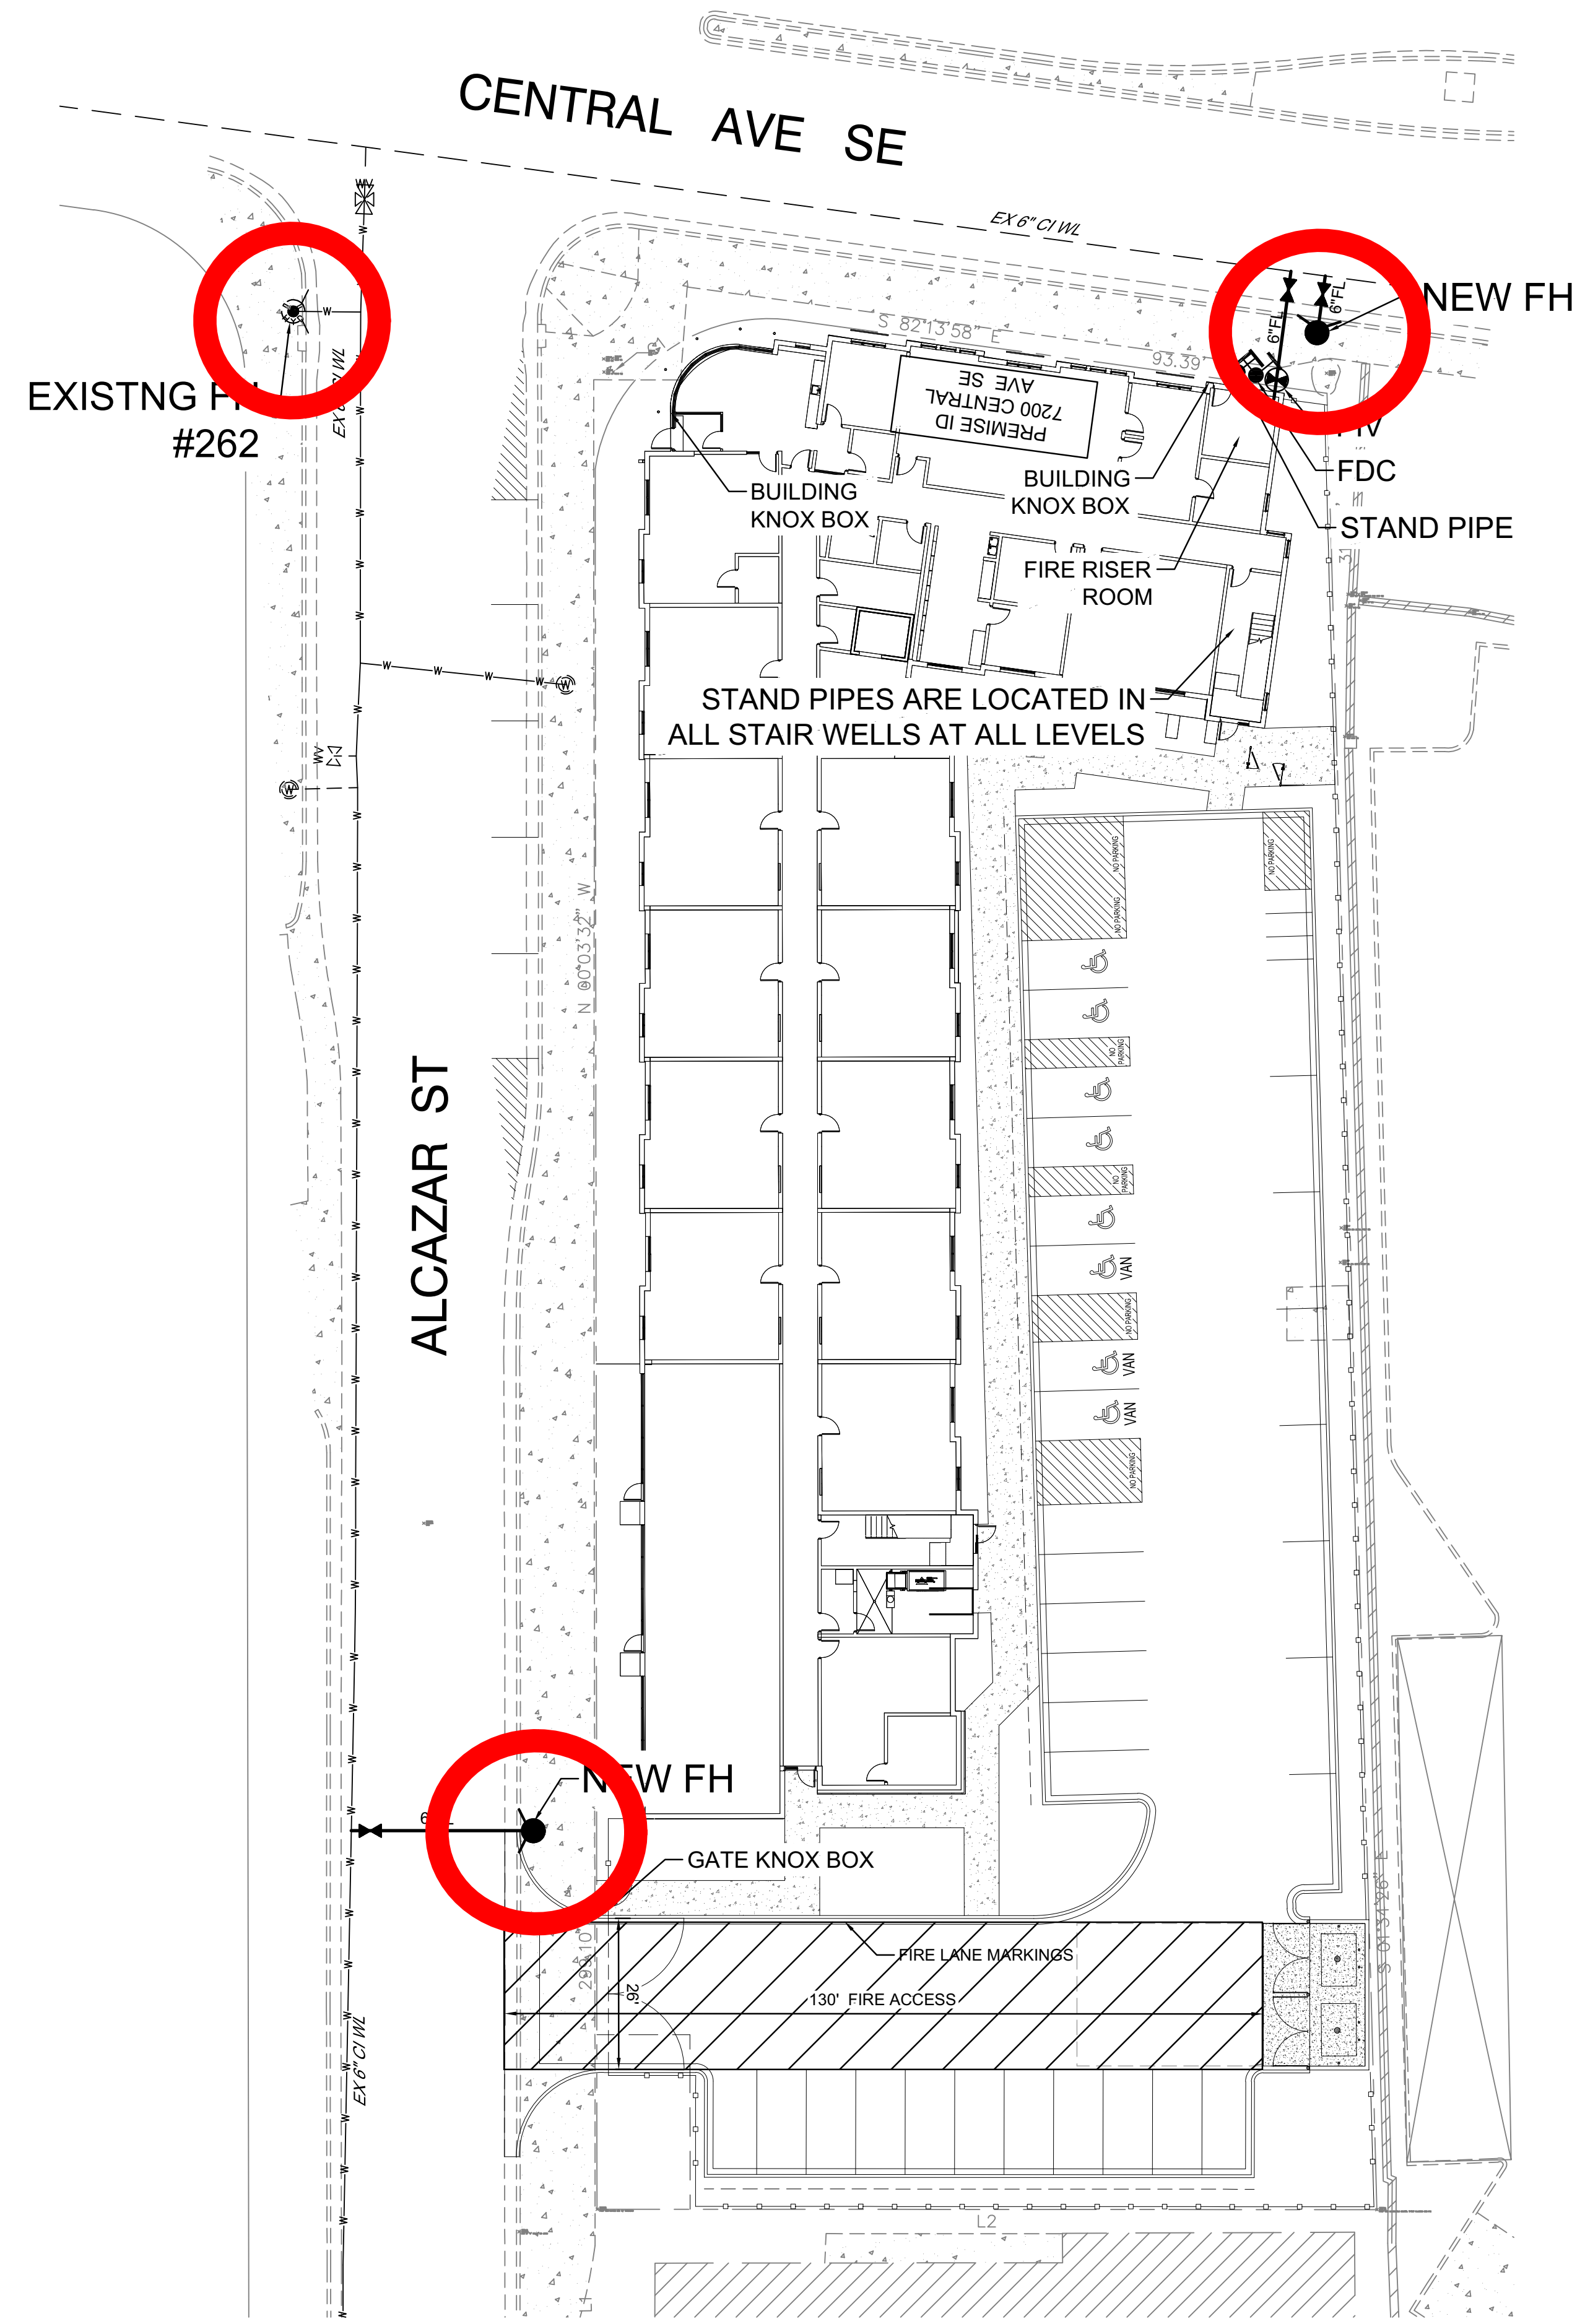 CENTRAL AVE SE
EX 6" CI WL
NEW FH
6"FL
WV
W
EXISTNG
#262
S 82°13'58" E
93.39'
PREMISE ID
7200 CENTRAL
AVE SE
BUILDING
KNOX BOX
BUILDING
KNOX BOX
FDC
STAND PIPE
FIRE RISER
ROOM
STAND PIPES ARE LOCATED IN
ALL STAIR WELLS AT ALL LEVELS
WV
W
W
NO PARKING
NO PARKING
NO PARKING
N 00°03'32" W
ALCAZAR ST
NO
PARKING
NO
PARKING
VAN
NO PARKING
VAN
VAN
NO PARKING
NEW FH
GATE KNOX BOX
FIRE LANE MARKINGS
130' FIRE ACCESS
26'
EX 6" CI WL
L2